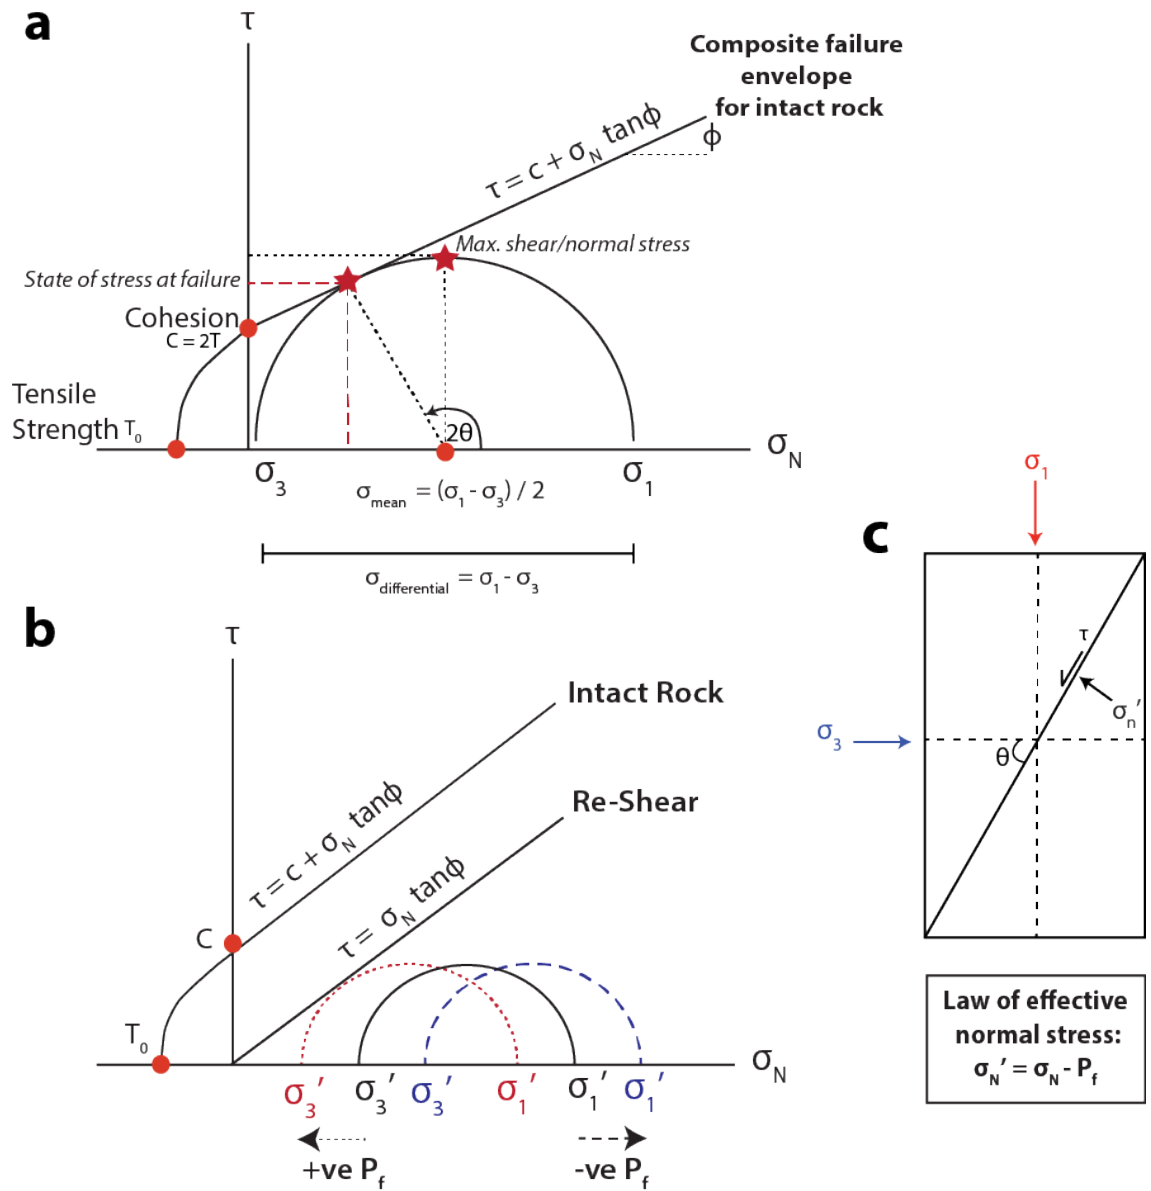 a
τ
Composite failure
envelope
for intact rock
τ = c + σN tanϕ
ϕ
Max. shear/normal stress
State of stress at failure
Cohesion
C = 2T
Tensile
Strength T0
2θ
σN
σ3
σmean = (σ1 - σ3) / 2
σ1
σdifferential = σ1 - σ3
b
τ
Intact Rock
τ = c + σN tanϕ
Re-Shear
τ = σN tanϕ
C
T0
σN
σ3′ σ3′ σ3′ σ1′ σ1′ σ1′
+ve Pf
-ve Pf
c
σ1
τ
σn′
σ3
θ
Law of effective
normal stress:
σN′ = σN - Pf